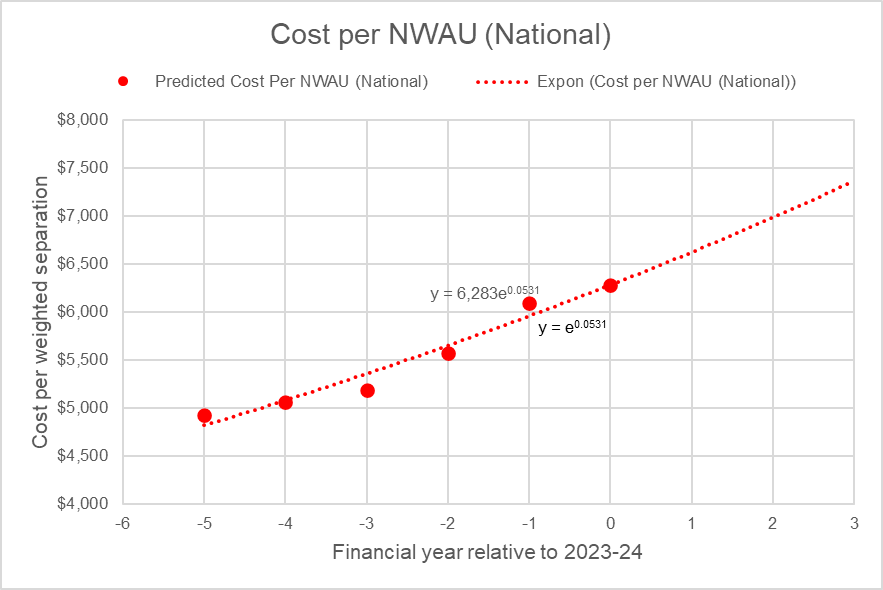 Cost per NWAU (National)
Predicted Cost Per NWAU (National)
Expon (Cost per NWAU (National))
$8,000
$7,500
$7,000
$6,500
$6,000
$5,500
$5,000
$4,500
$4,000
Cost per weighted separation
y = 6,283e0.0531
y = e0.0531
-6 -5 -4 -3 -2 -1 0 1 2 3
Financial year relative to 2023-24